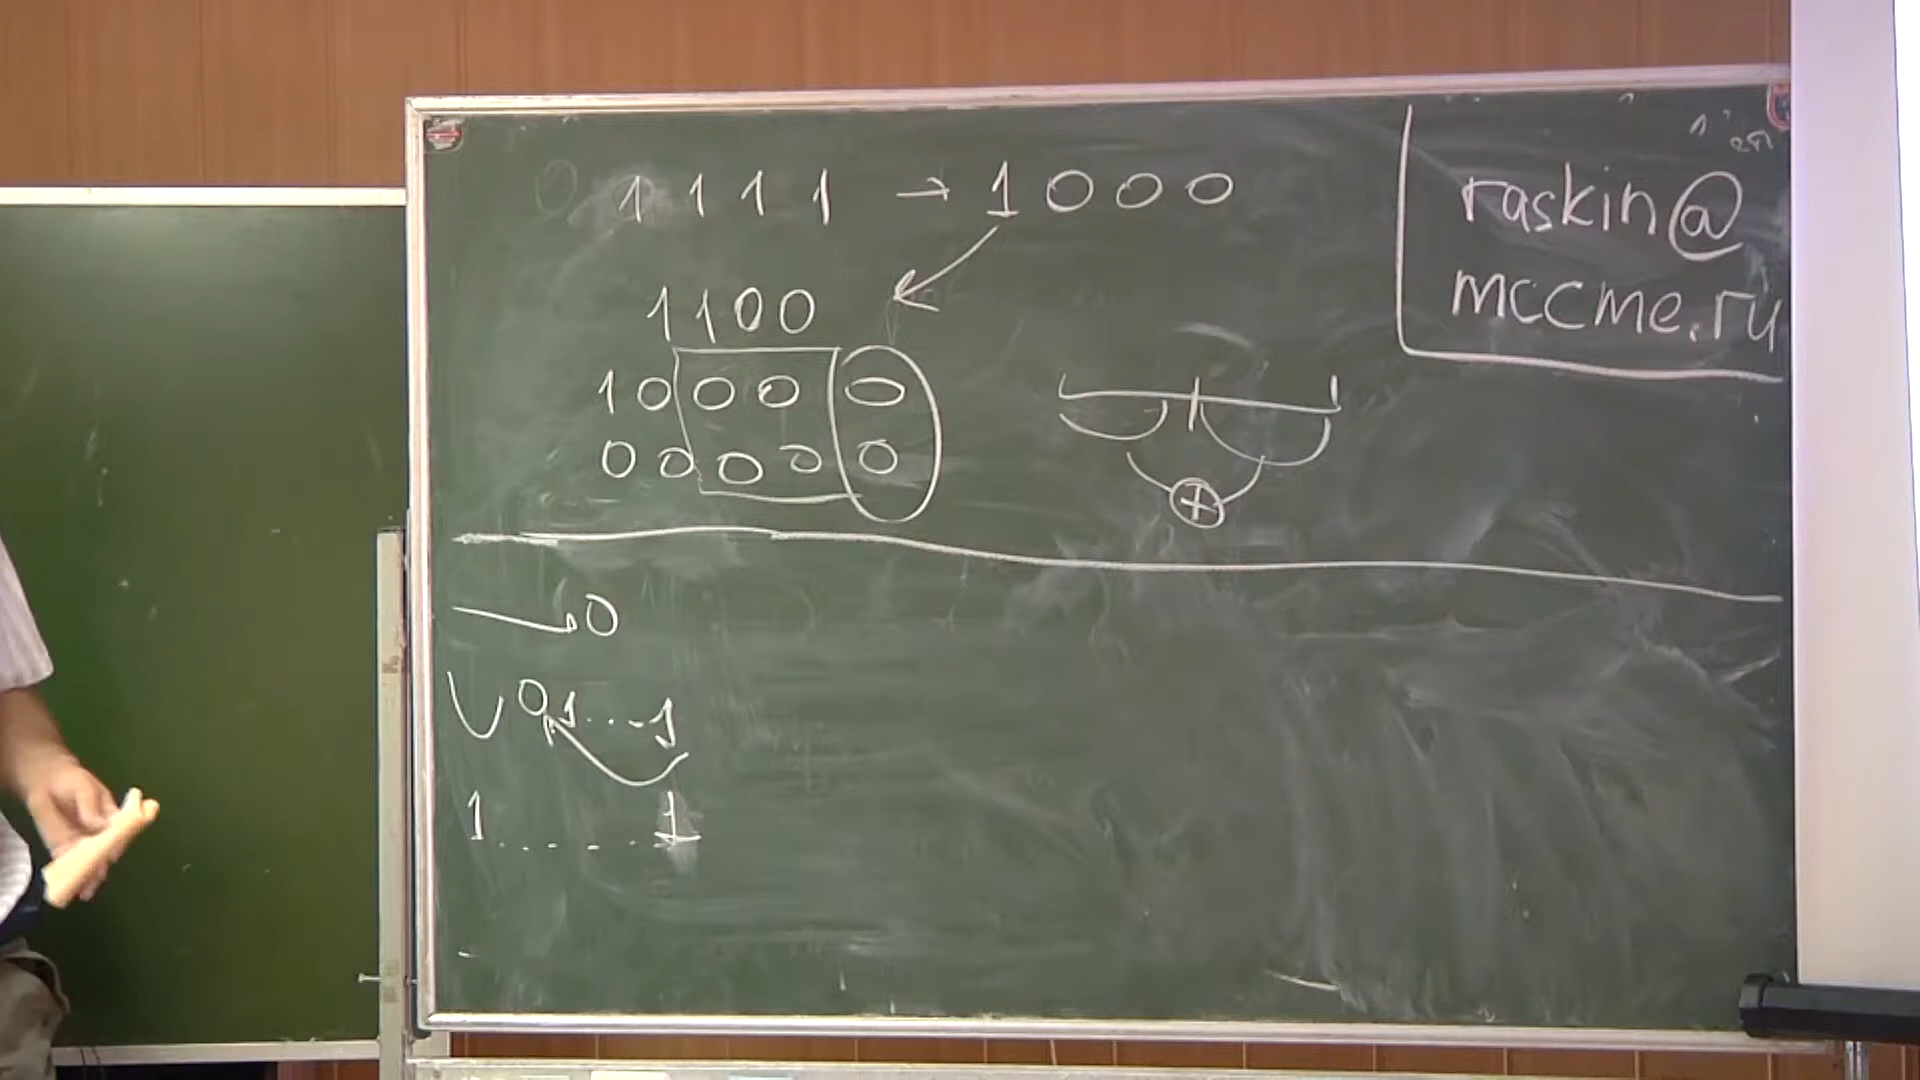 1 1 1 1 → 1 0 0 0
raskin@
mccme.ru
1 1 0 0
1 0 0 0 0 0
0 0 0 0 0
+
→ 0
0 1 . . . 1
1 . . . . . . 1